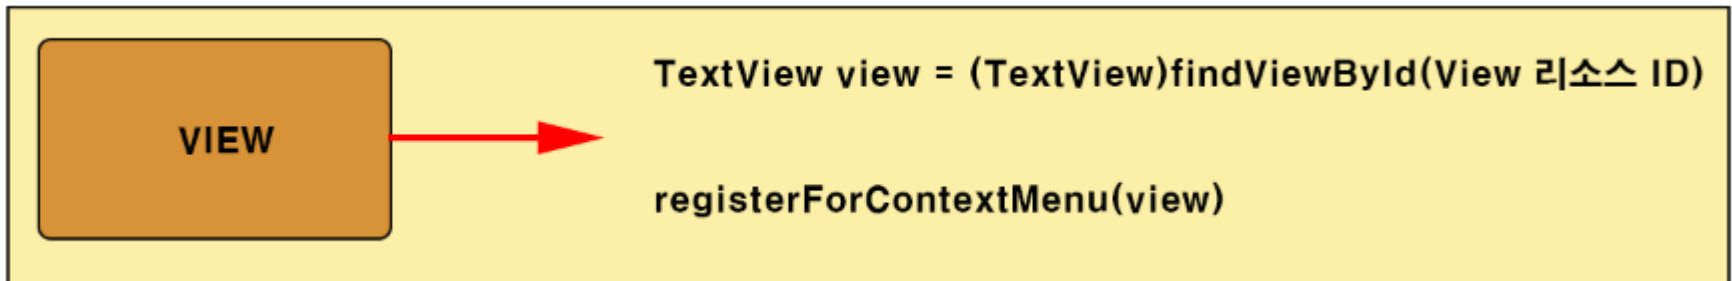 VIEW
TextView view = (TextView)findViewById(View 리소스 ID)
registerForContextMenu(view)